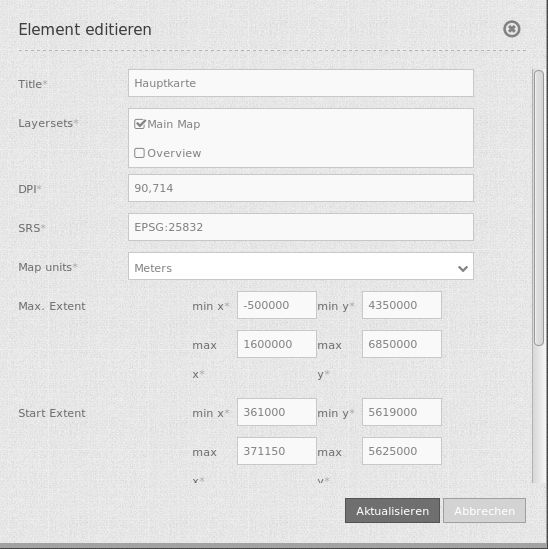 Element editieren
Title* Hauptkarte
Layersets* Main Map
Overview
DPI* 90,714
SRS* EPSG:25832
Map units* Meters
Max. Extent min x* -500000 min y* 4350000
max 1600000 max 6850000
x* y*
Start Extent min x* 361000 min y* 5619000
max 371150 max 5625000
x* y*
Aktualisieren Abbrechen